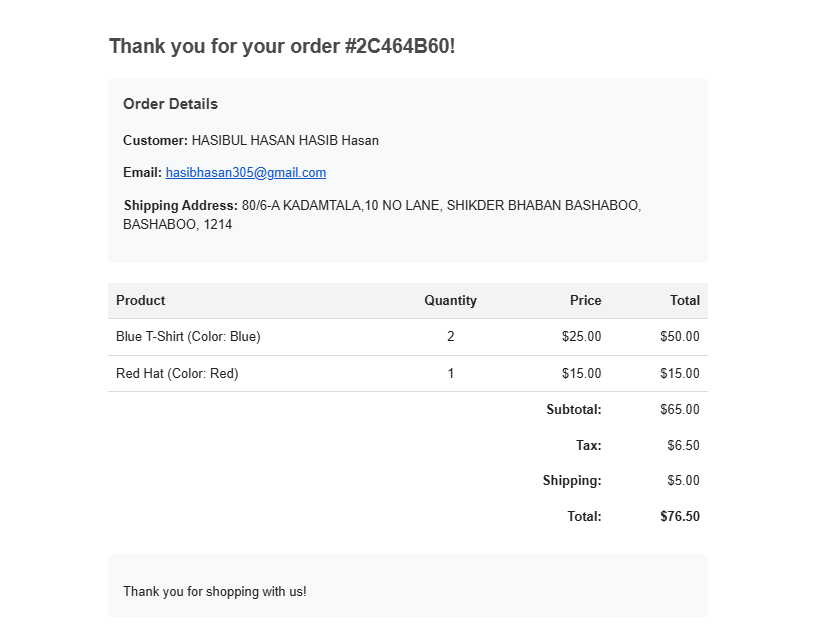 Thank you for your order #2C464B60!
Order Details
Customer: HASIBUL HASAN HASIB Hasan
Email: hasibhasan305@gmail.com
Shipping Address: 80/6-A KADAMTALA,10 NO LANE, SHIKDER BHABAN BASHABOO,
BASHABOO, 1214
Product Quantity Price Total
Blue T-Shirt (Color: Blue) 2 $25.00 $50.00
Red Hat (Color: Red) 1 $15.00 $15.00
Subtotal: $65.00
Tax: $6.50
Shipping: $5.00
Total: $76.50
Thank you for shopping with us!